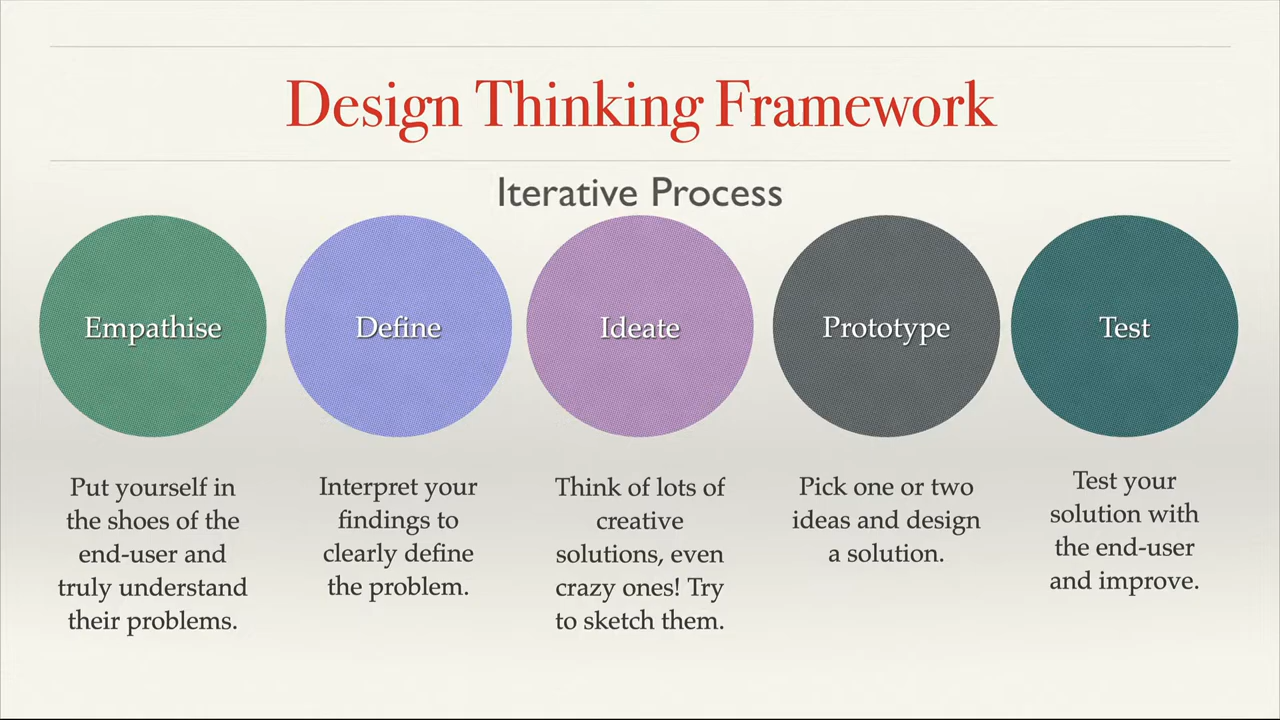 Design Thinking Framework
Iterative Process
Empathise
Define
Ideate
Prototype
Test
Put yourself in
the shoes of the
end-user and
truly understand
their problems.
Interpret your
findings to
clearly define
the problem.
Think of lots of
creative
solutions, even
crazy ones! Try
to sketch them.
Pick one or two
ideas and design
a solution.
Test your
solution with
the end-user
and improve.